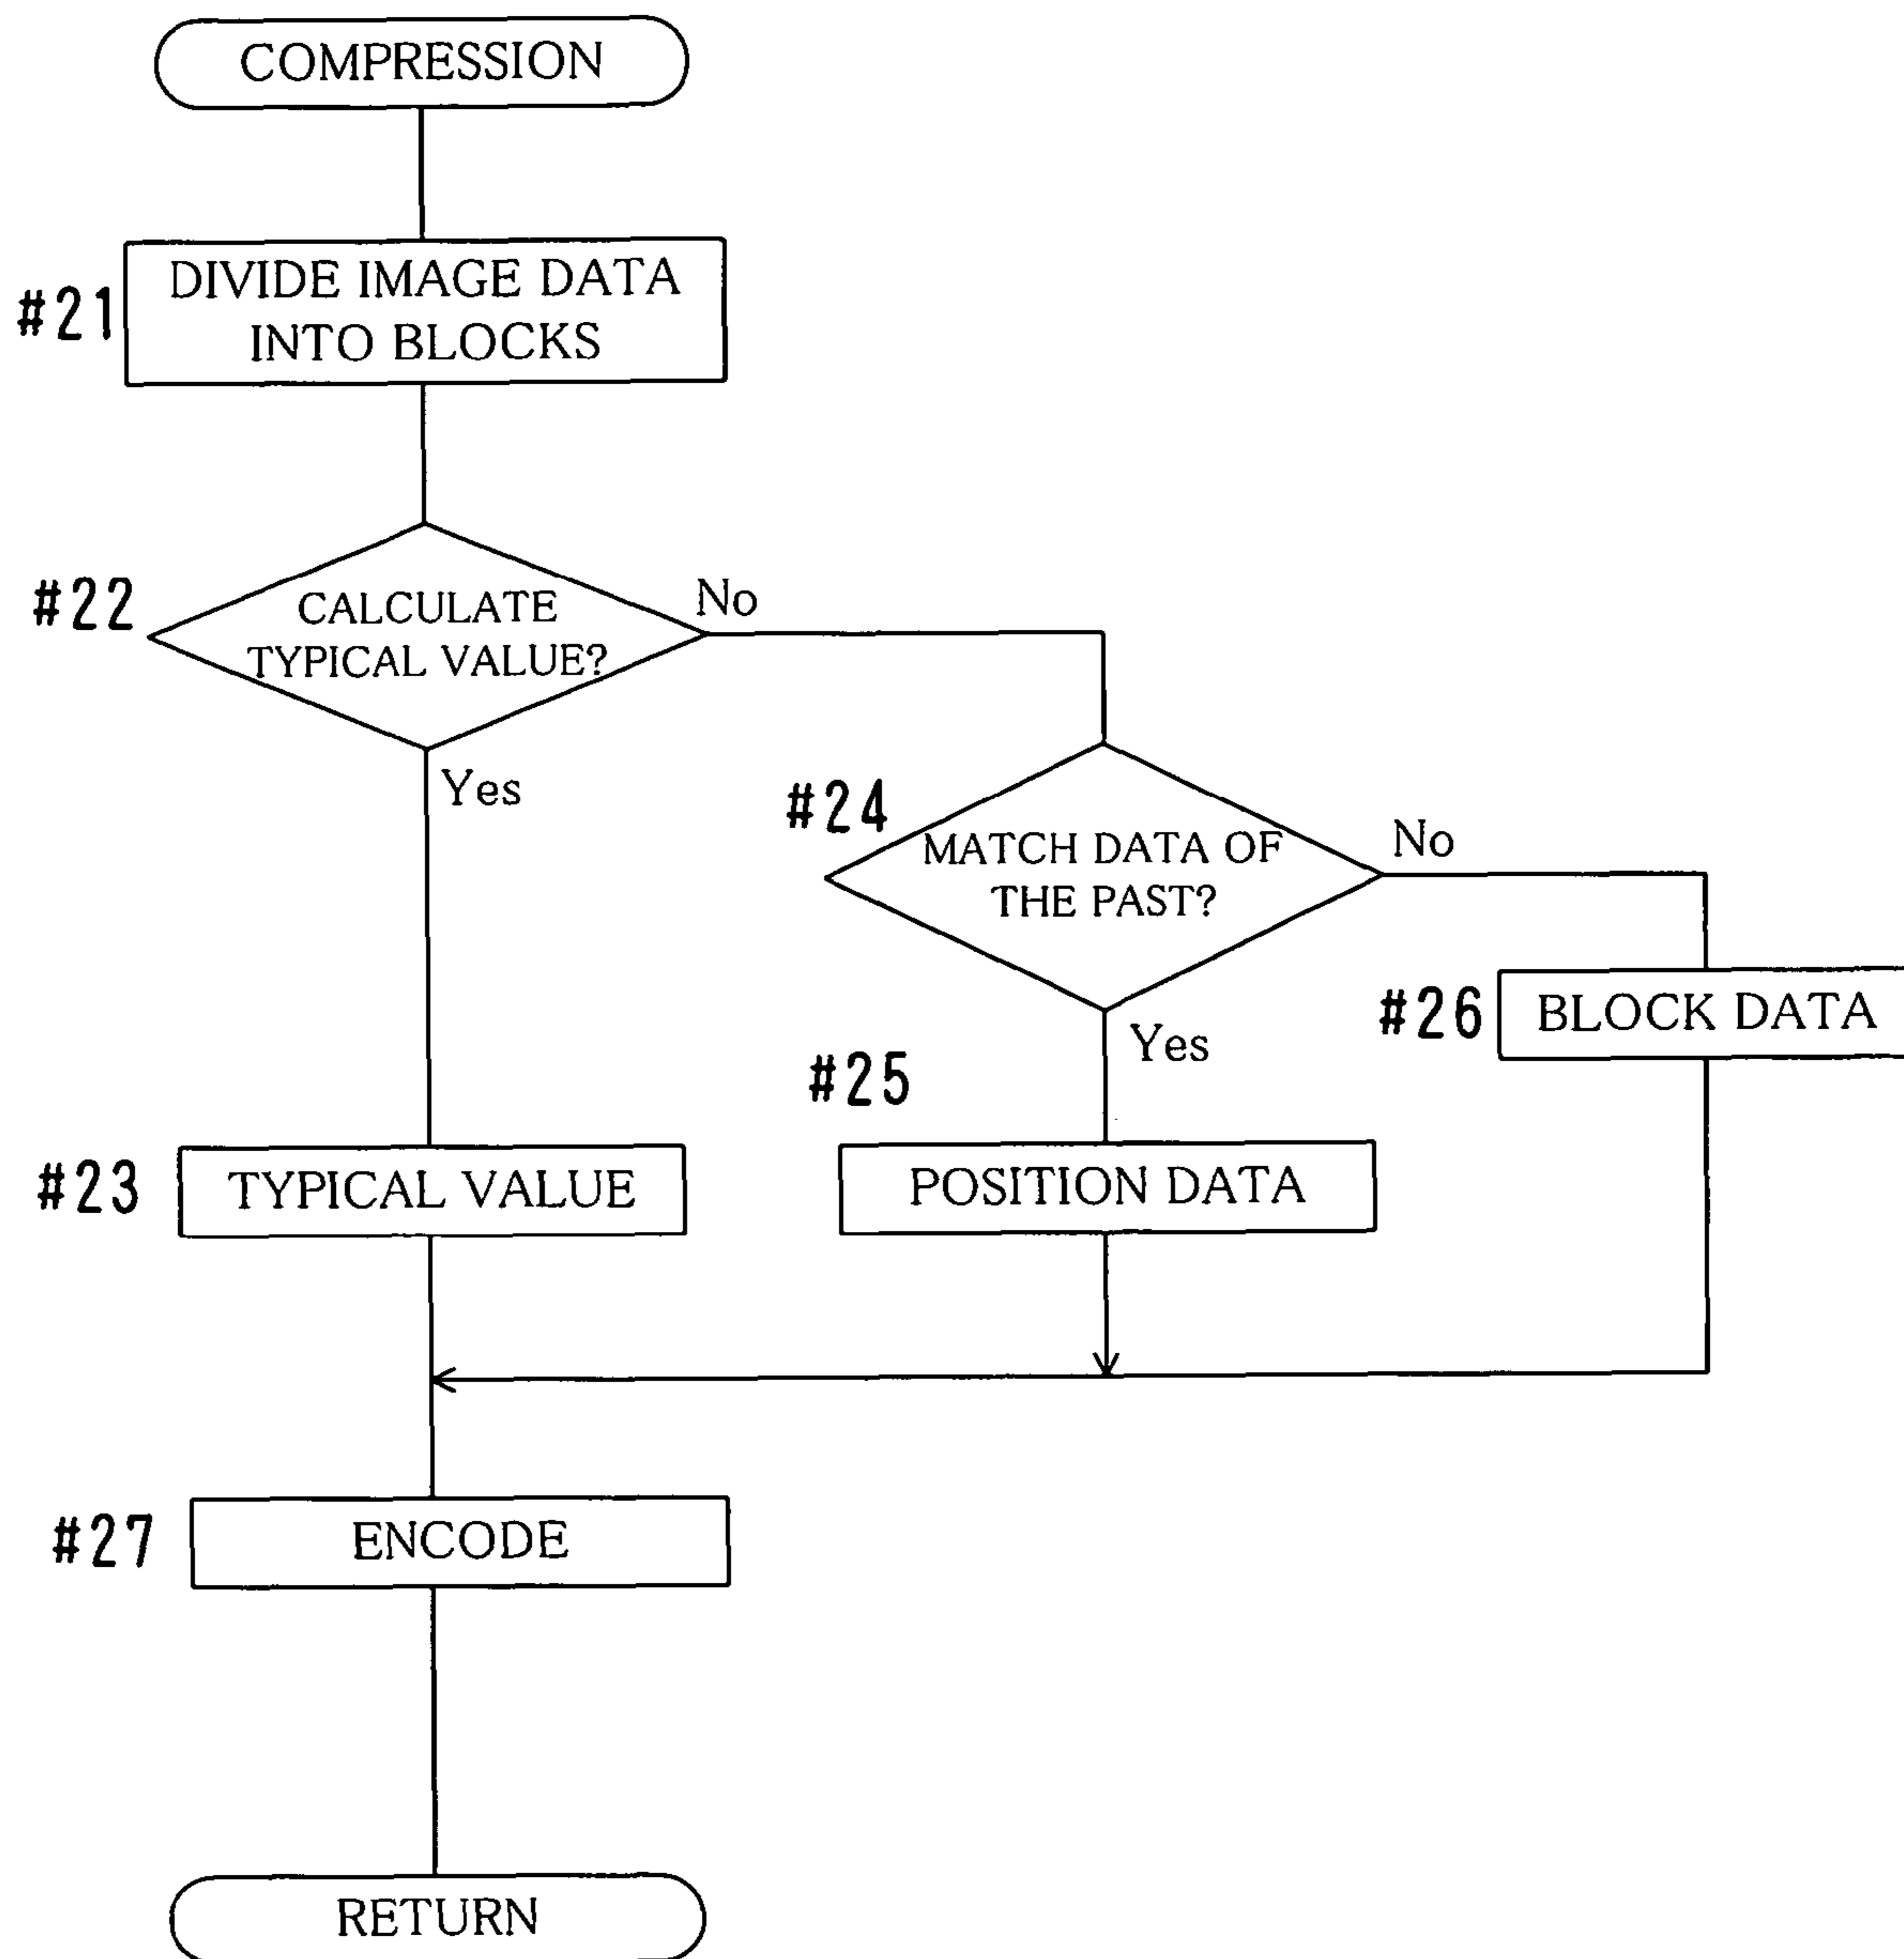 COMPRESSION
#21
DIVIDE IMAGE DATA
INTO BLOCKS
#22
CALCULATE
TYPICAL VALUE?
No
Yes
#24
MATCH DATA OF
THE PAST?
No
Yes
#26
BLOCK DATA
#25
#23
TYPICAL VALUE
POSITION DATA
#27
ENCODE
RETURN